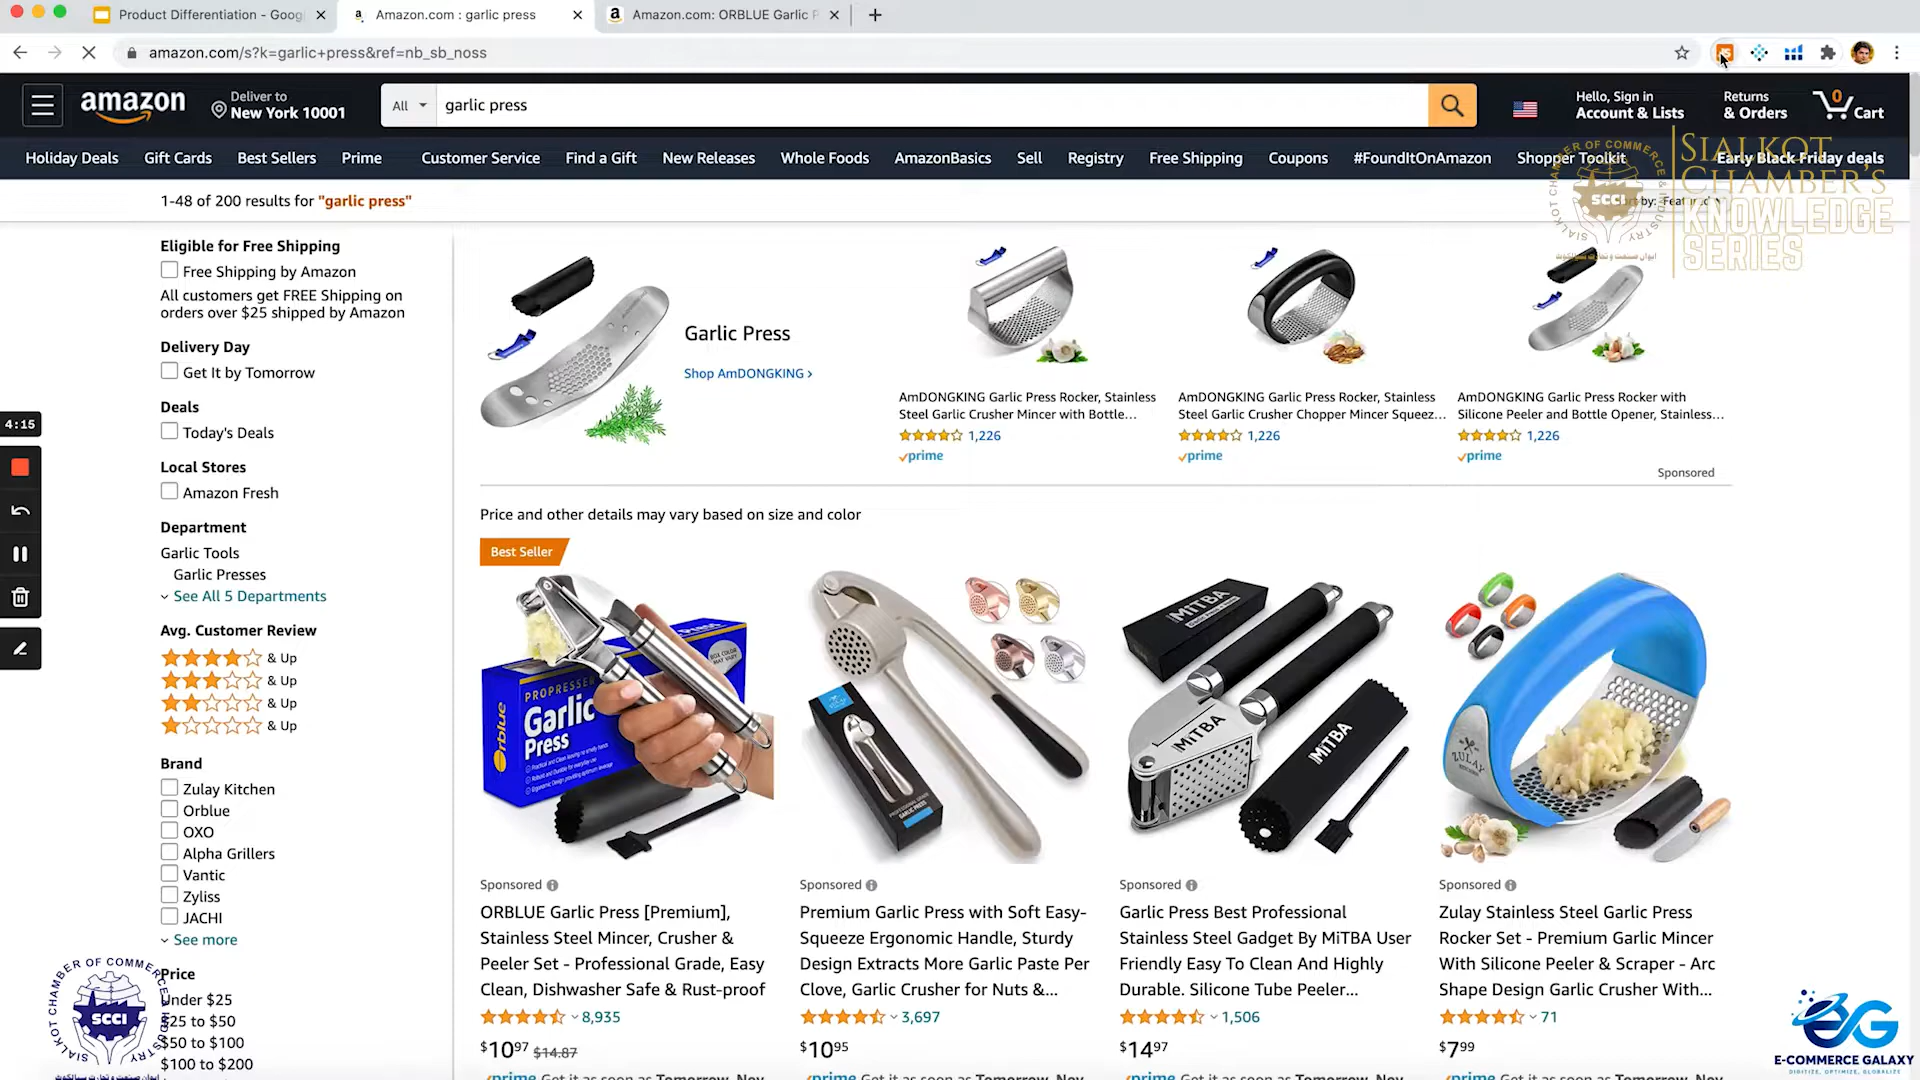 Product Differentiation - Goog
Amazon.com : garlic press
Amazon.com: ORBLUE Garlic P
amazon.com/s?k=garlic+press&ref=nb_sb_noss
amazon
Deliver to
New York 10001
All
garlic press
Hello, Sign in
Account & Lists
Returns
& Orders
0
Cart
Holiday Deals
Gift Cards
Best Sellers
Prime
Customer Service
Find a Gift
New Releases
Whole Foods
AmazonBasics
Sell
Registry
Free Shipping
Coupons
#FoundItOnAmazon
Shopper Toolkit
Early Black Friday deals
SIALKOT
CHAMBER'S
KNOWLEDGE
SERIES
SCCI
1-48 of 200 results for "garlic press"
Eligible for Free Shipping
Free Shipping by Amazon
All customers get FREE Shipping on
orders over $25 shipped by Amazon
Delivery Day
Get It by Tomorrow
Deals
Today's Deals
Local Stores
Amazon Fresh
Department
Garlic Tools
Garlic Presses
See All 5 Departments
Avg. Customer Review
& Up
& Up
& Up
& Up
Brand
Zulay Kitchen
Orblue
OXO
Alpha Grillers
Vantic
Zyliss
JACHI
See more
Price
Under $25
$25 to $50
$50 to $100
$100 to $200
4:15
Garlic Press
Shop AmDONGKING ›
AmDONGKING Garlic Press Rocker, Stainless
Steel Garlic Crusher Mincer with Bottle...
1,226
prime
AmDONGKING Garlic Press Rocker, Stainless
Steel Garlic Crusher Chopper Mincer Squeez...
1,226
prime
AmDONGKING Garlic Press Rocker with
Silicone Peeler and Bottle Opener, Stainless...
1,226
prime
Sponsored
Price and other details may vary based on size and color
Best Seller
PROPRESSER
Orblue
Garlic
Press
MiTBA
MiTBA
MiTBA
ZULAY
Sponsored
ORBLUE Garlic Press [Premium],
Stainless Steel Mincer, Crusher &
Peeler Set - Professional Grade, Easy
Clean, Dishwasher Safe & Rust-proof
8,935
$10.97 $14.87
prime Get it as soon as Tomorrow, Nov
Sponsored
Premium Garlic Press with Soft Easy-
Squeeze Ergonomic Handle, Sturdy
Design Extracts More Garlic Paste Per
Clove, Garlic Crusher for Nuts &...
3,697
$10.95
prime Get it as soon as Tomorrow, Nov
Sponsored
Garlic Press Best Professional
Stainless Steel Gadget By MiTBA User
Friendly Easy To Clean And Highly
Durable. Silicone Tube Peeler...
1,506
$14.97
prime Get it as soon as Tomorrow, Nov
Sponsored
Zulay Stainless Steel Garlic Press
Rocker Set - Premium Garlic Mincer
With Silicone Peeler & Scraper - Arc
Shape Design Garlic Crusher With...
71
$7.99
prime Get it as soon as Tomorrow, Nov
SCCI
E-COMMERCE GALAXY
DIGITIZE, OPTIMIZE, GLOBALIZE